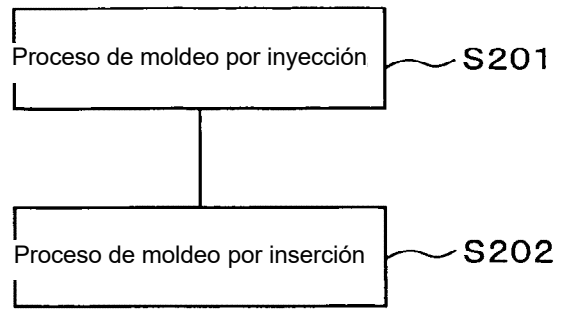 Proceso de moldeo por inyección
S201
Proceso de moldeo por inserción
S202